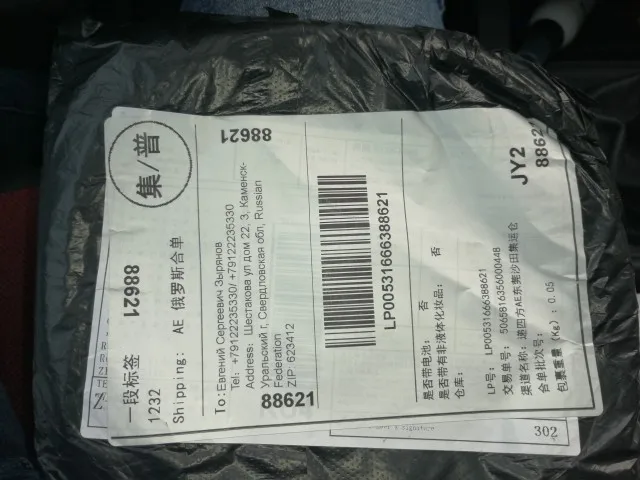 一段标签
88621
集/普
1232
Shipping: AE 俄罗斯合单
To: Евгений Сергеевич Зырянов
88621
Tel: +79122235330/ +79122235330
Address: Шестакова ул дом 22, 3, Каменск-
Уральский г, Свердловская обл, Russian
Federation
ZIP: 623412
88621
LP00531666388621
是否带电池: 否
是否带有非液体化妆品: 否
仓库:
JY2
LP号: LP00531666388621
8862
交易单号: 5065816356000448
渠道名称: 递四方AE东莞沙田集运仓
合单批次号:
包裹重量 (Kg): 0.05
302